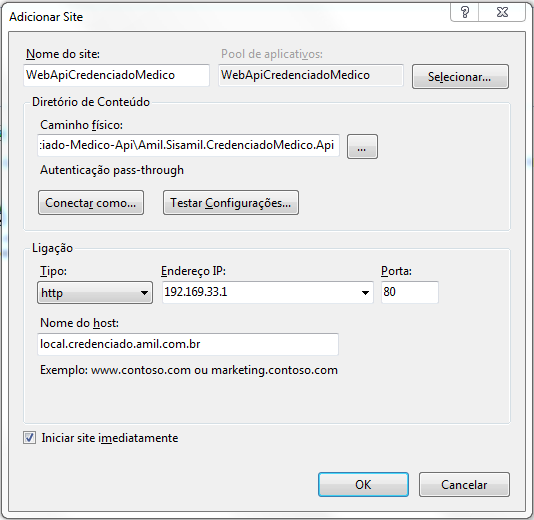 Adicionar Site
Nome do site:
Pool de aplicativos:
WebApiCredenciadoMedico
WebApiCredenciadoMedico
Selecionar...
Diretório de Conteúdo
Caminho físico:
:iado-Medico-Api\Amil.Sisamil.CredenciadoMedico.Api
...
Autenticação pass-through
Conectar como...
Testar Configurações...
Ligação
Tipo:
Endereço IP:
Porta:
http
192.169.33.1
80
Nome do host:
local.credenciado.amil.com.br
Exemplo: www.contoso.com ou marketing.contoso.com
Iniciar site imediatamente
OK
Cancelar